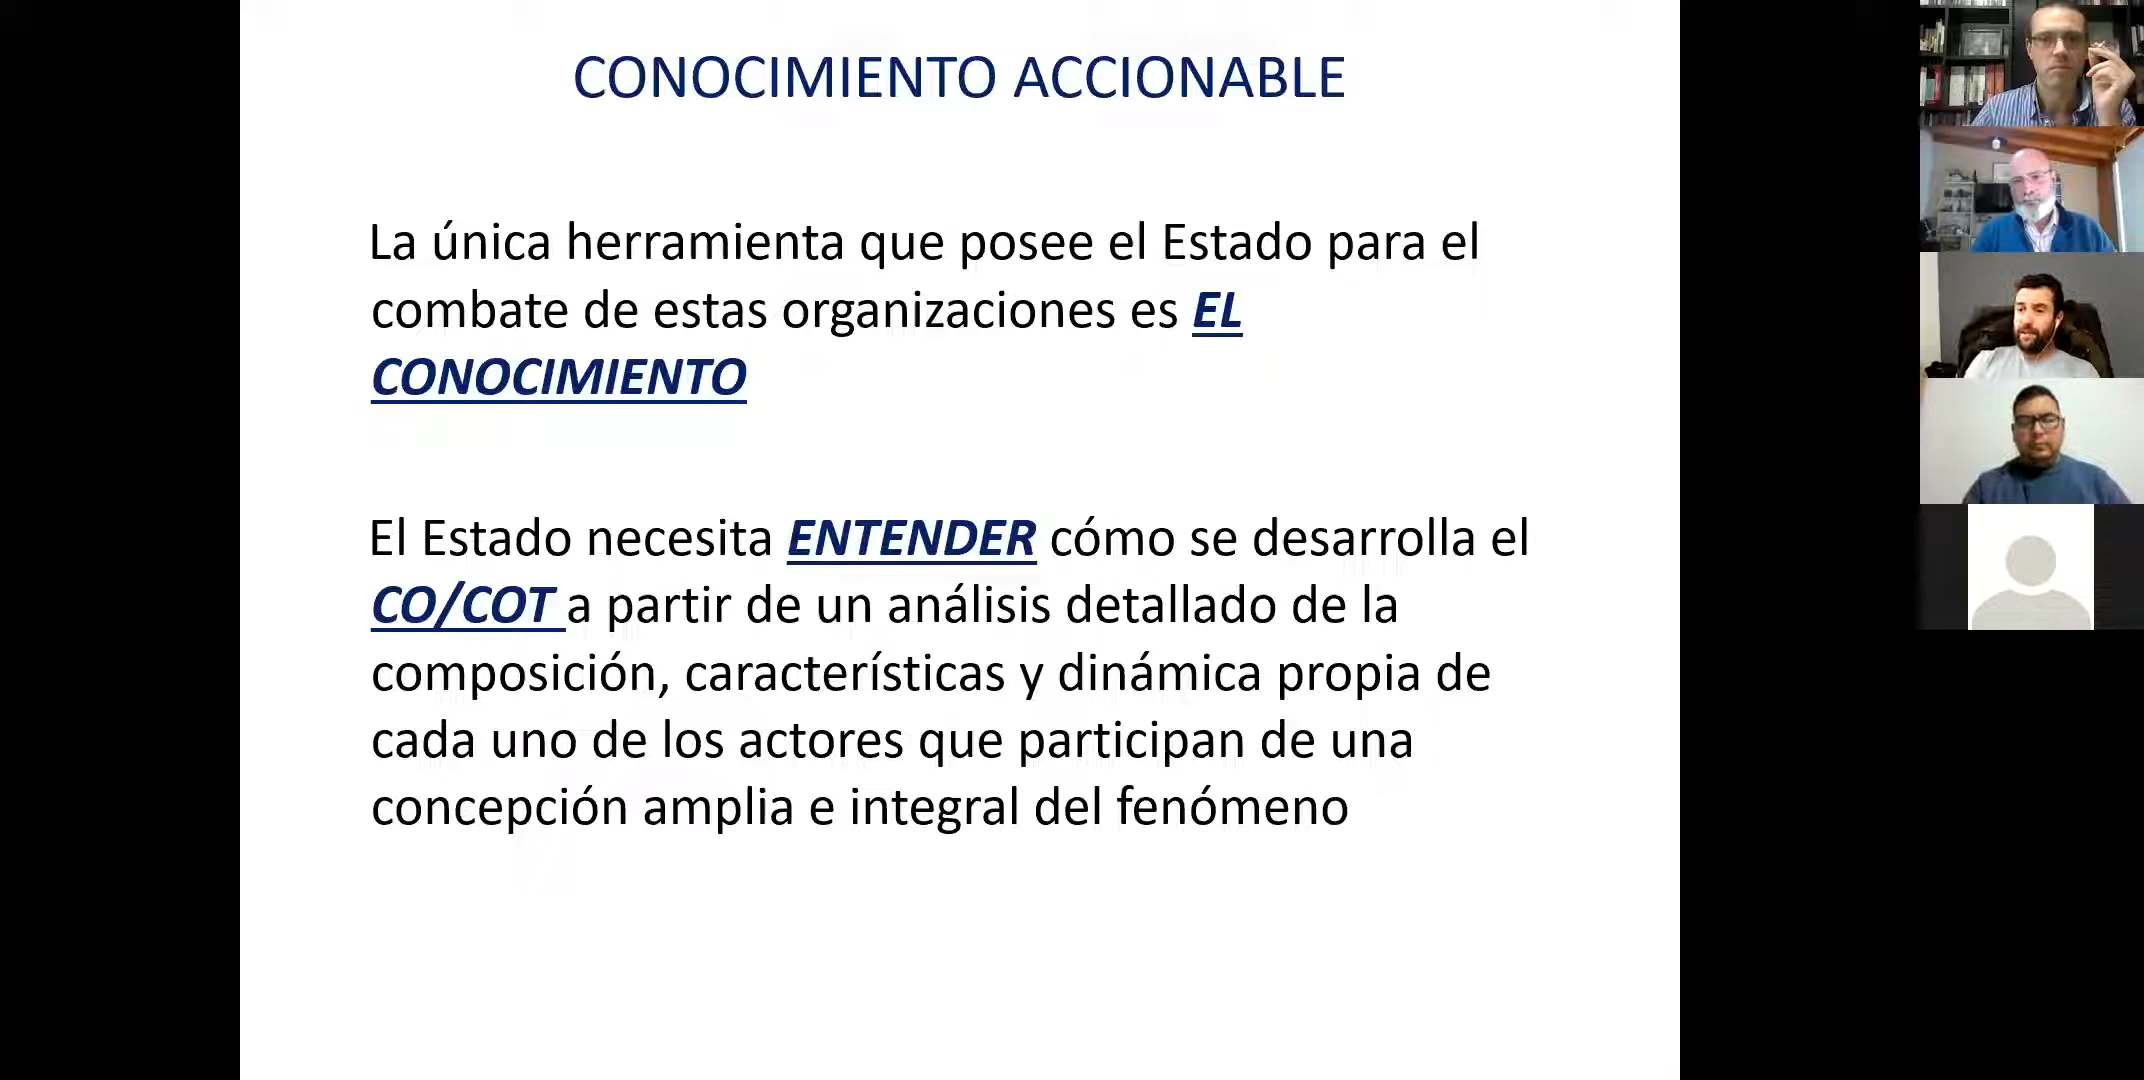 CONOCIMIENTO ACCIONABLE
La única herramienta que posee el Estado para el
combate de estas organizaciones es EL
CONOCIMIENTO
El Estado necesita ENTENDER cómo se desarrolla el
CO/COT a partir de un análisis detallado de la
composición, características y dinámica propia de
cada uno de los actores que participan de una
concepción amplia e integral del fenómeno